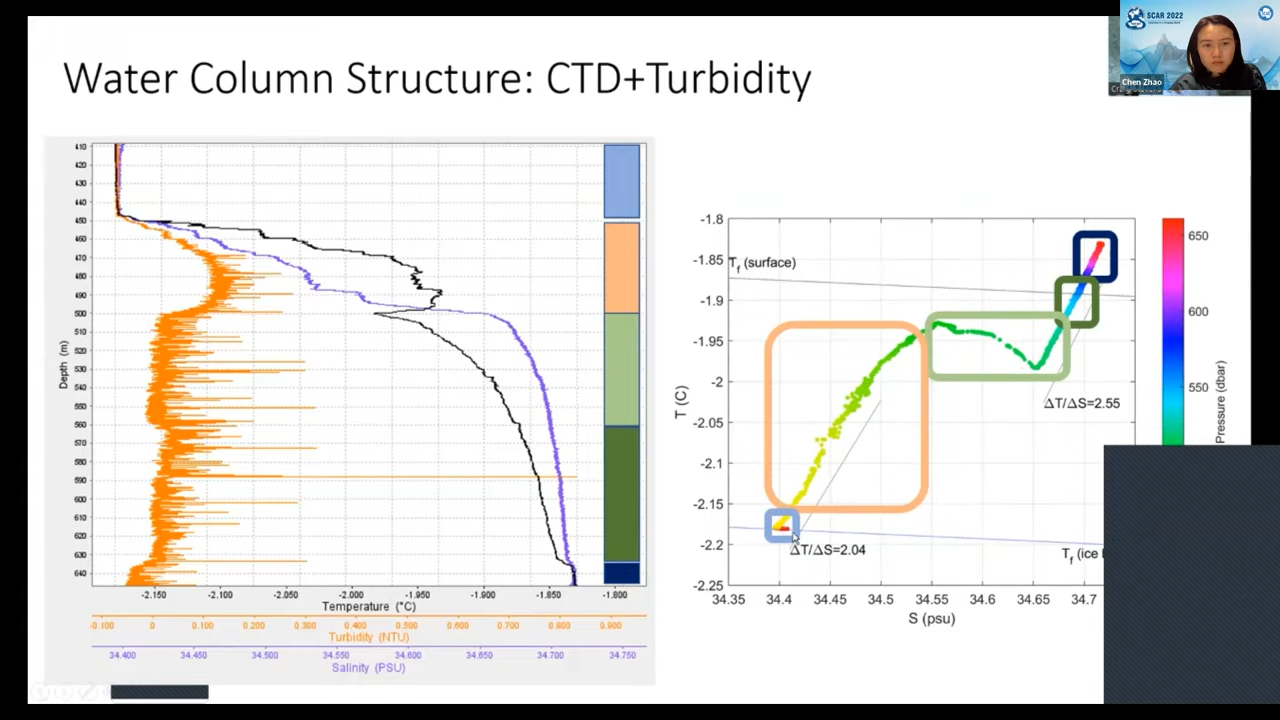 Water Column Structure: CTD+Turbidity
SCAR 2022
Chen Zhao
410
420
430
440
450
460
470
480
490
500
510
520
530
540
550
560
570
580
590
600
610
620
630
640
Depth (m)
-2.150 -2.100 -2.050 -2.000 -1.950 -1.900 -1.850 -1.800
Temperature (°C)
-0.100 0 0.100 0.200 0.300 0.400 0.500 0.600 0.700 0.800 0.900
Turbidity (NTU)
34.400 34.450 34.500 34.550 34.600 34.650 34.700 34.750
Salinity (PSU)
-1.8
-1.85
-1.9
-1.95
-2
-2.05
-2.1
-2.15
-2.2
-2.25
T (C)
Tf (surface)
ΔT/ΔS=2.55
ΔT/ΔS=2.04
Tf (ice
34.35 34.4 34.45 34.5 34.55 34.6 34.65 34.7
S (psu)
650
600
550
Pressure (dbar)